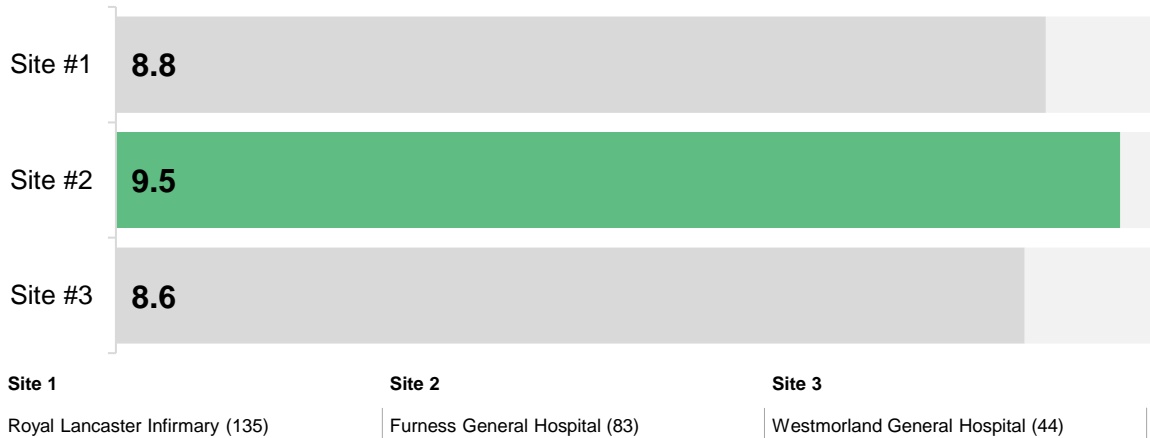 Site #1 8.8
Site #2 9.5
Site #3 8.6
Site 1 Site 2 Site 3
Royal Lancaster Infirmary (135) Furness General Hospital (83) Westmorland General Hospital (44)